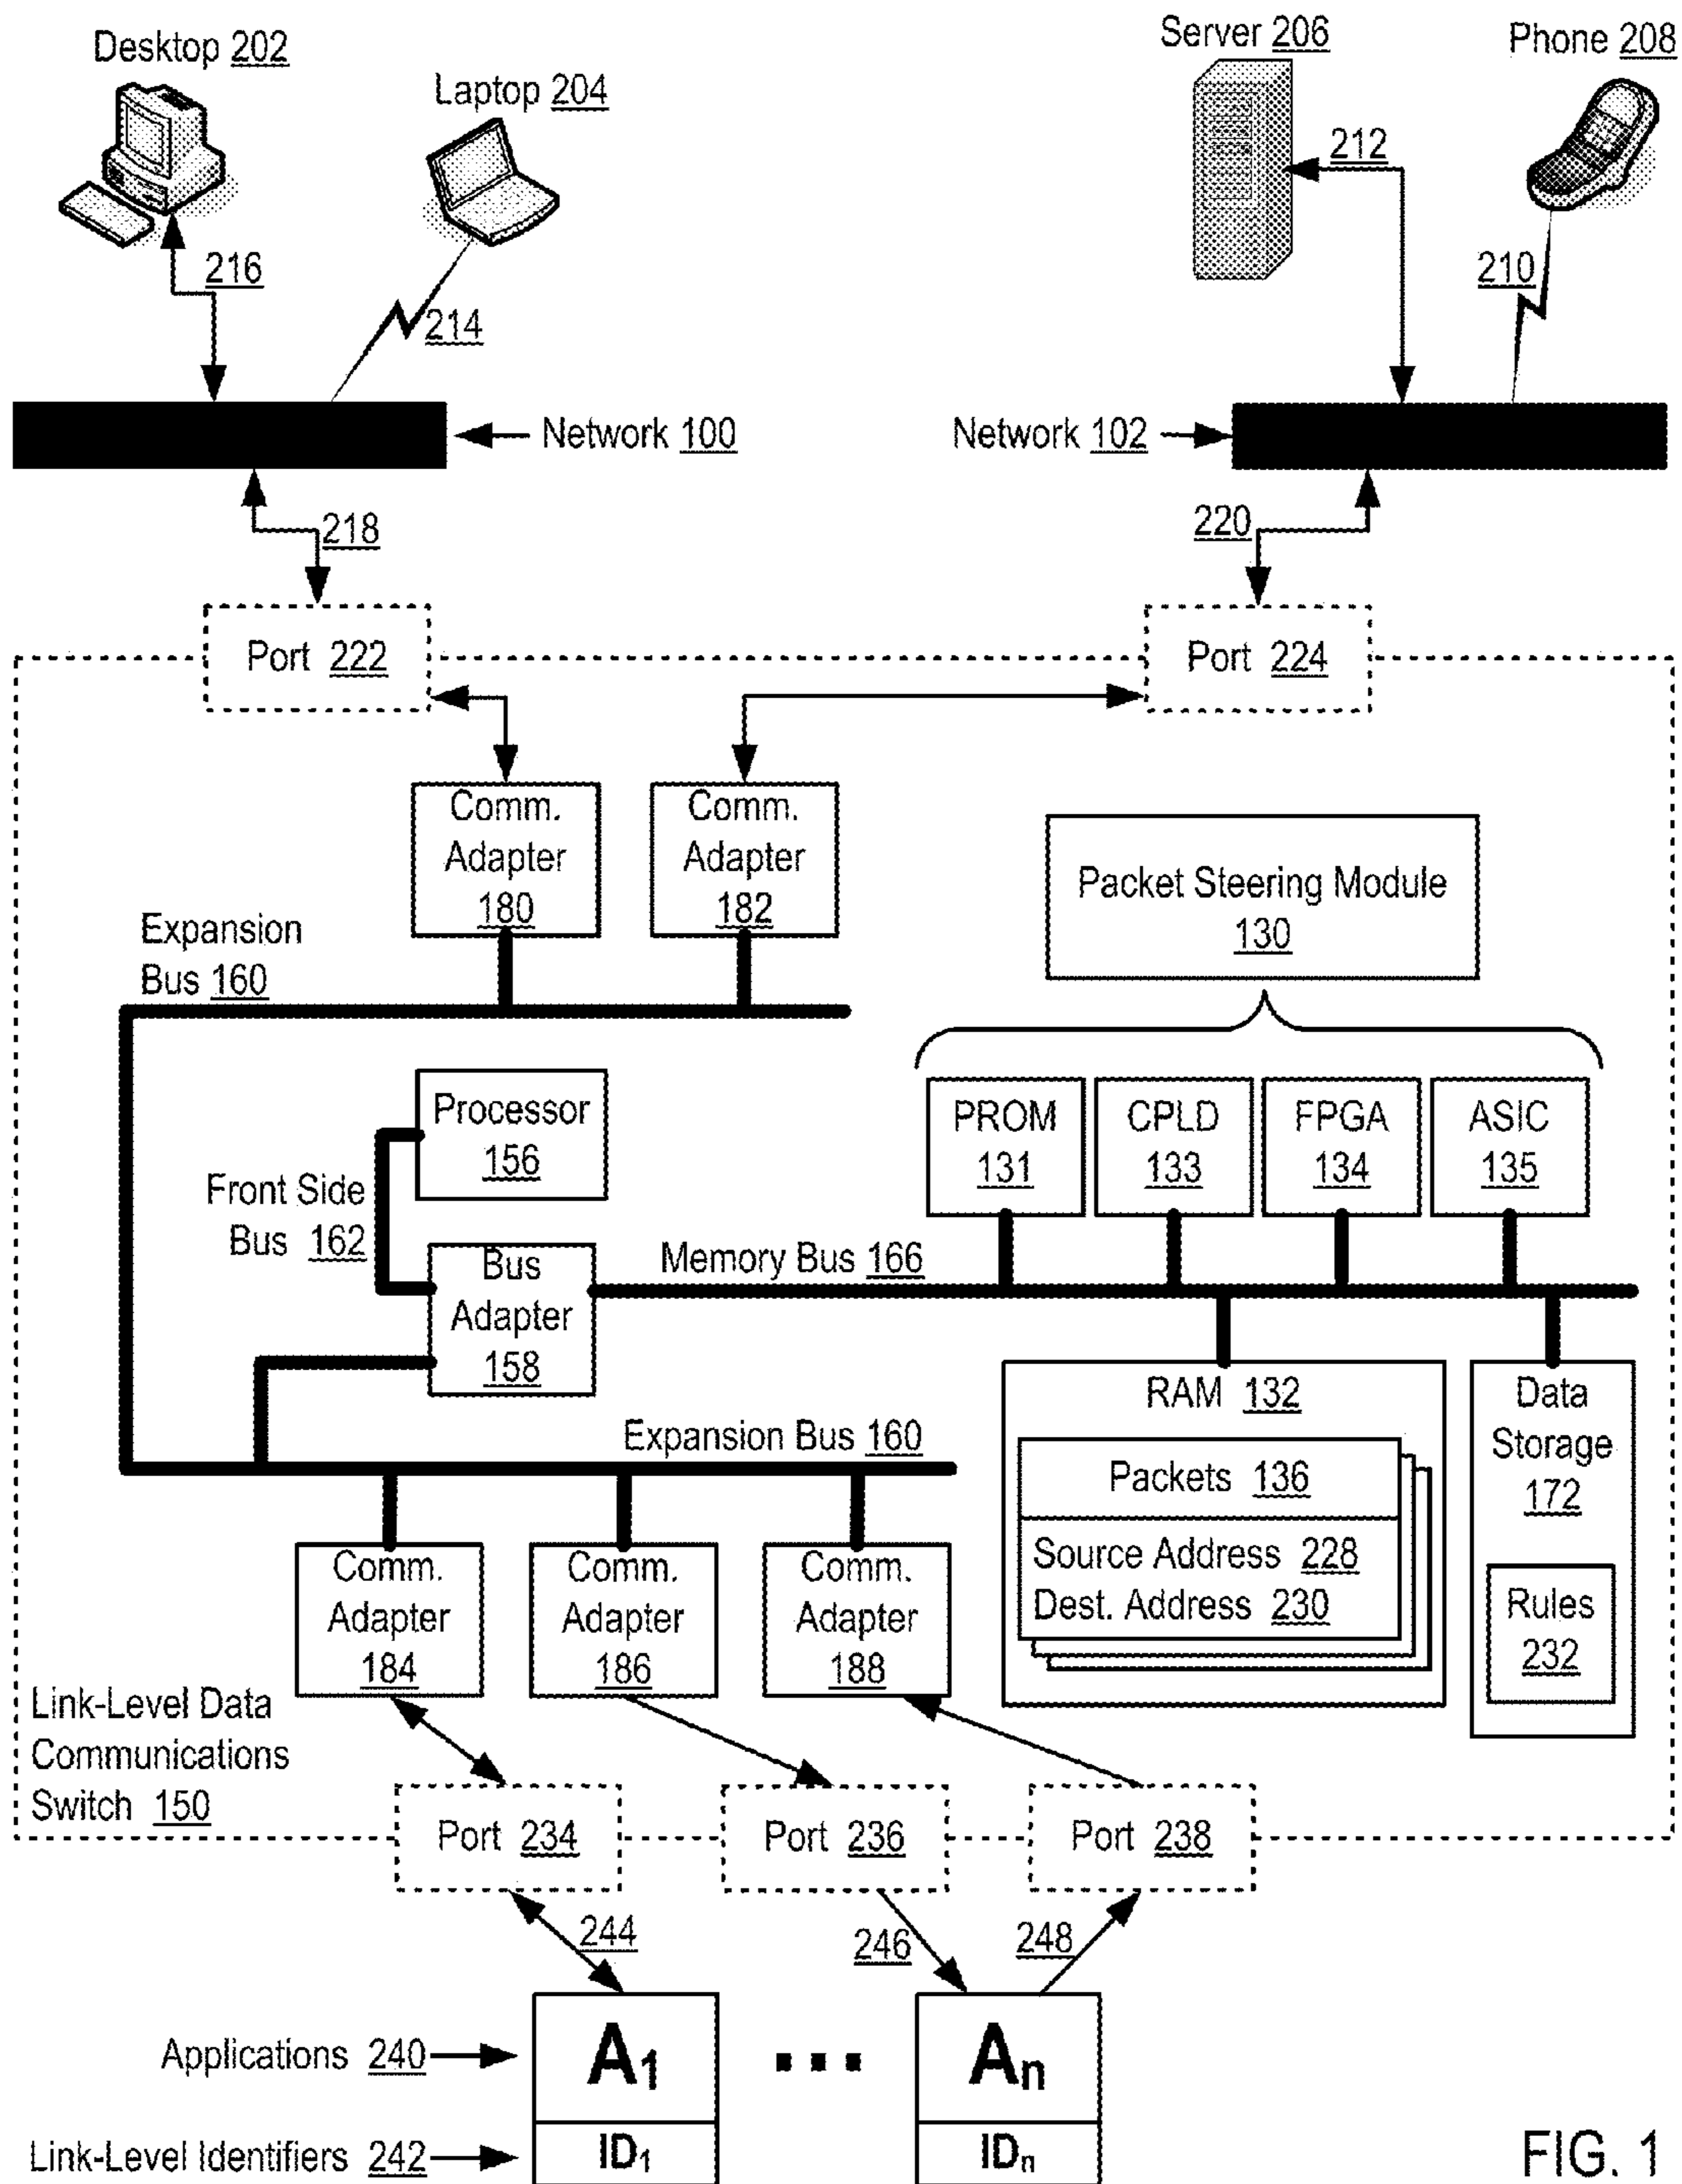 Desktop 202
Laptop 204
Server 206
Phone 208
216
214
212
210
Network 100
Network 102
218
220
Port 222
Port 224
Comm.
Adapter
180
Comm.
Adapter
182
Packet Steering Module
130
Expansion
Bus 160
Processor
156
PROM
131
CPLD
133
FPGA
134
ASIC
135
Front Side
Bus 162
Bus
Adapter
158
Memory Bus 166
RAM 132
Packets 136
Source Address 228
Dest. Address 230
Data
Storage
172
Rules
232
Expansion Bus 160
Comm.
Adapter
184
Comm.
Adapter
186
Comm.
Adapter
188
Link-Level Data
Communications
Switch 150
Port 234
Port 236
Port 238
244
246
248
Applications 240
A1
...
An
Link-Level Identifiers 242
ID1
IDn
FIG. 1